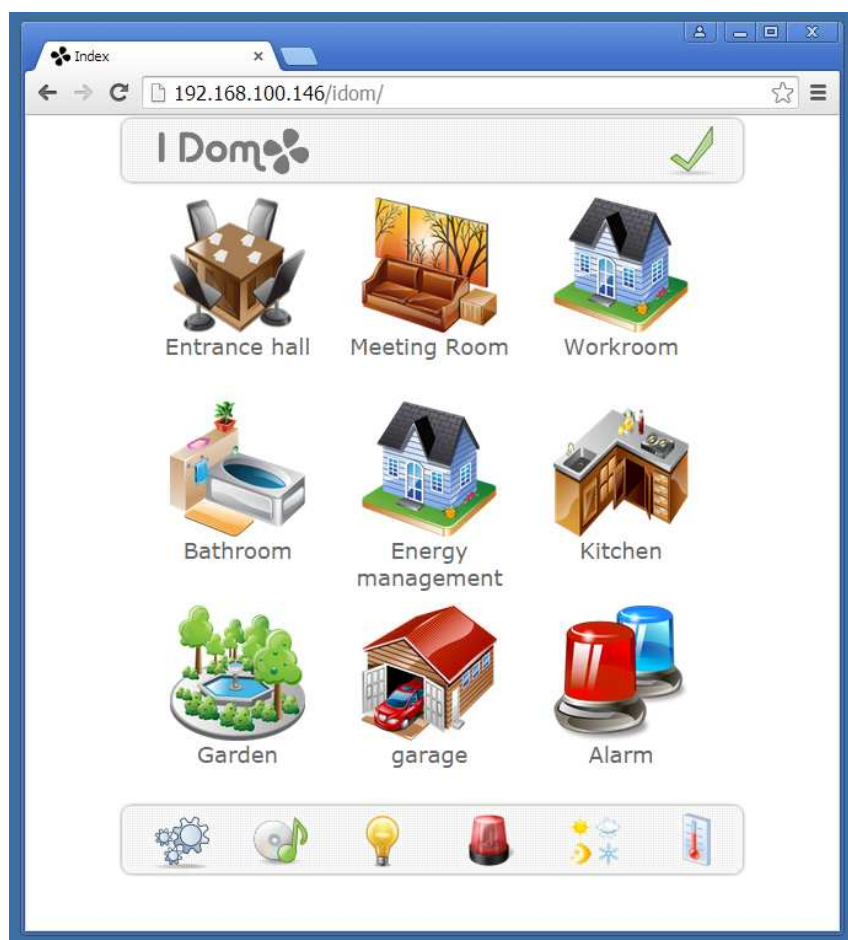 Index
192.168.100.146/idom/
I Dom
Entrance hall
Meeting Room
Workroom
Bathroom
Energy
management
Kitchen
Garden
garage
Alarm